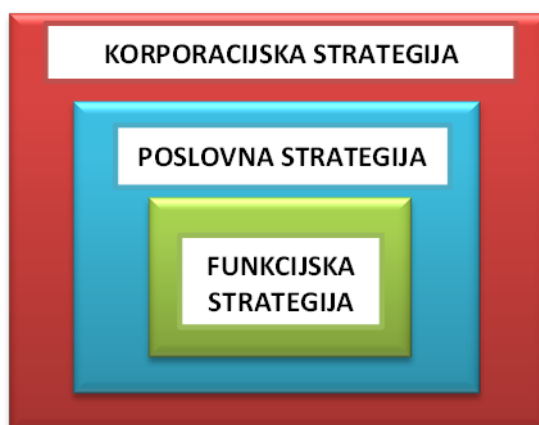 KORPORACIJSKA STRATEGIJA
POSLOVNA STRATEGIJA
FUNKCIJSKA
STRATEGIJA